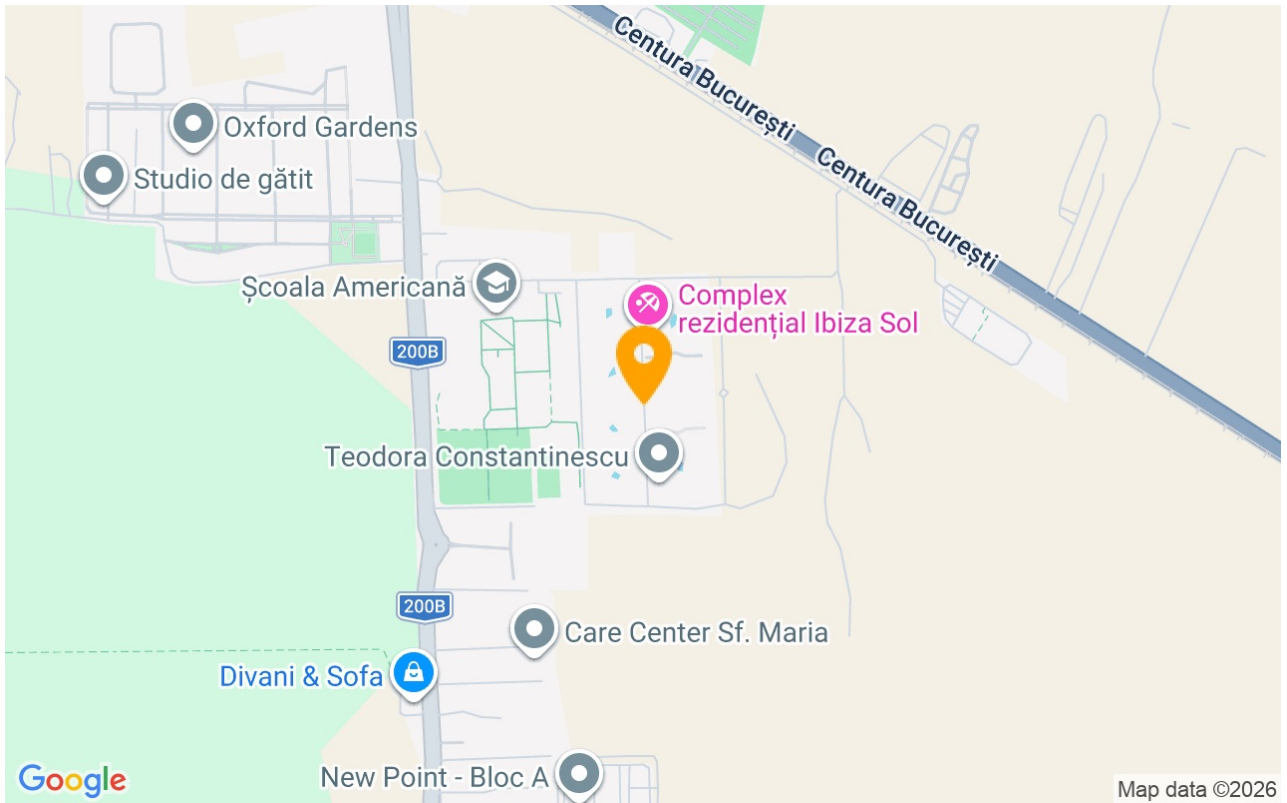 Centura București
Oxford Gardens
Centura București
Studio de gătit
Școala Americană
Complex
rezidențial Ibiza Sol
200B
Teodora Constantinescu
200B
Care Center Sf. Maria
Divani & Sofa
New Point - Bloc A
Google
Map data ©2026